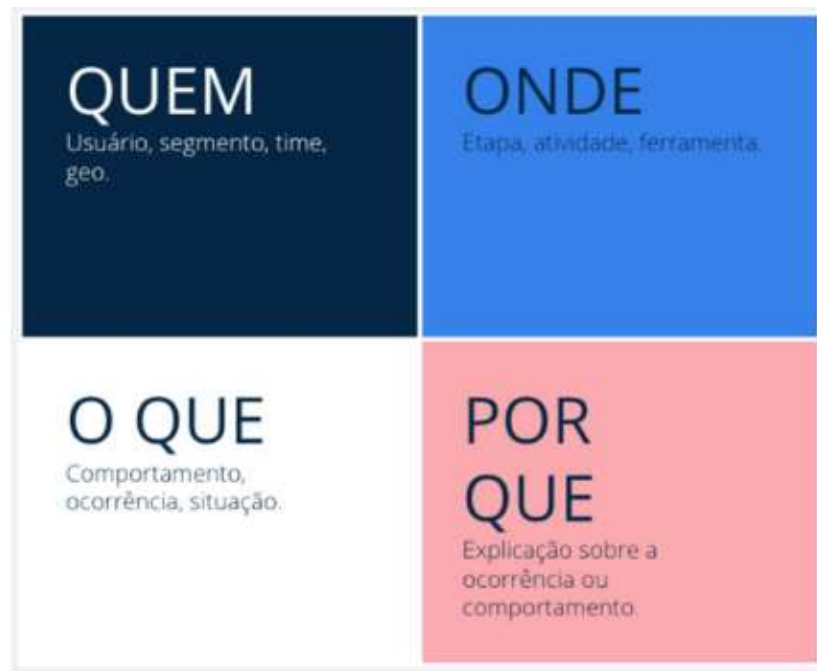 QUEM
Usuário, segmento, time,
geo.
ONDE
Etapa, atividade, ferramenta.
O QUE
Comportamento,
ocorrência, situação.
POR
QUE
Explicação sobre a
ocorrência ou
comportamento.